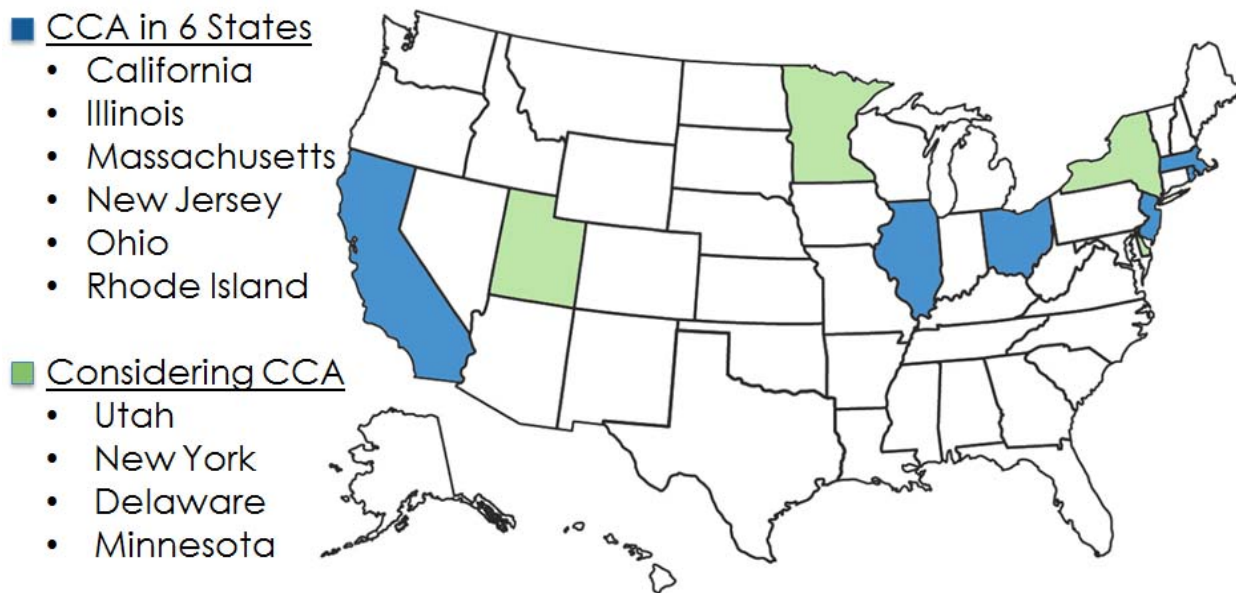 CCA in 6 States
• California
• Illinois
• Massachusetts
• New Jersey
• Ohio
• Rhode Island
Considering CCA
• Utah
• New York
• Delaware
• Minnesota